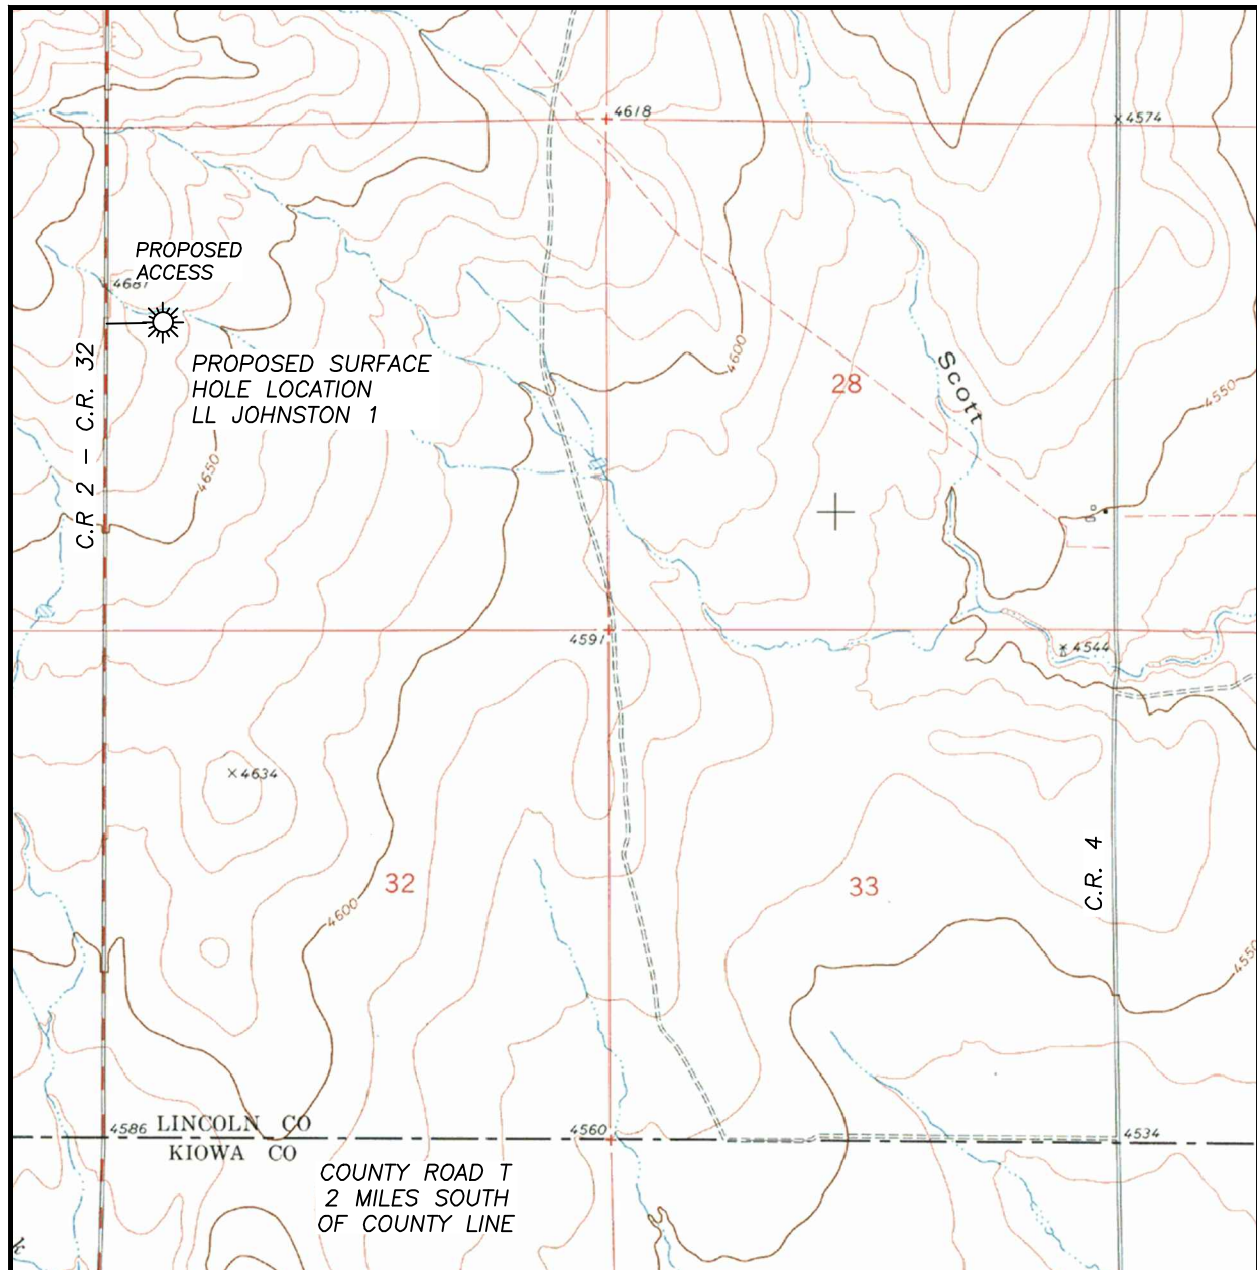 4618
4574
PROPOSED
ACCESS
4687
C.R 2 – C.R. 32
PROPOSED SURFACE
HOLE LOCATION
LL JOHNSTON 1
4600
28
Scott
4550
4650
4591
4544
4634
32
33
C.R. 4
4600
4550
4586
LINCOLN CO
4560
4534
KIOWA CO
COUNTY ROAD T
2 MILES SOUTH
OF COUNTY LINE